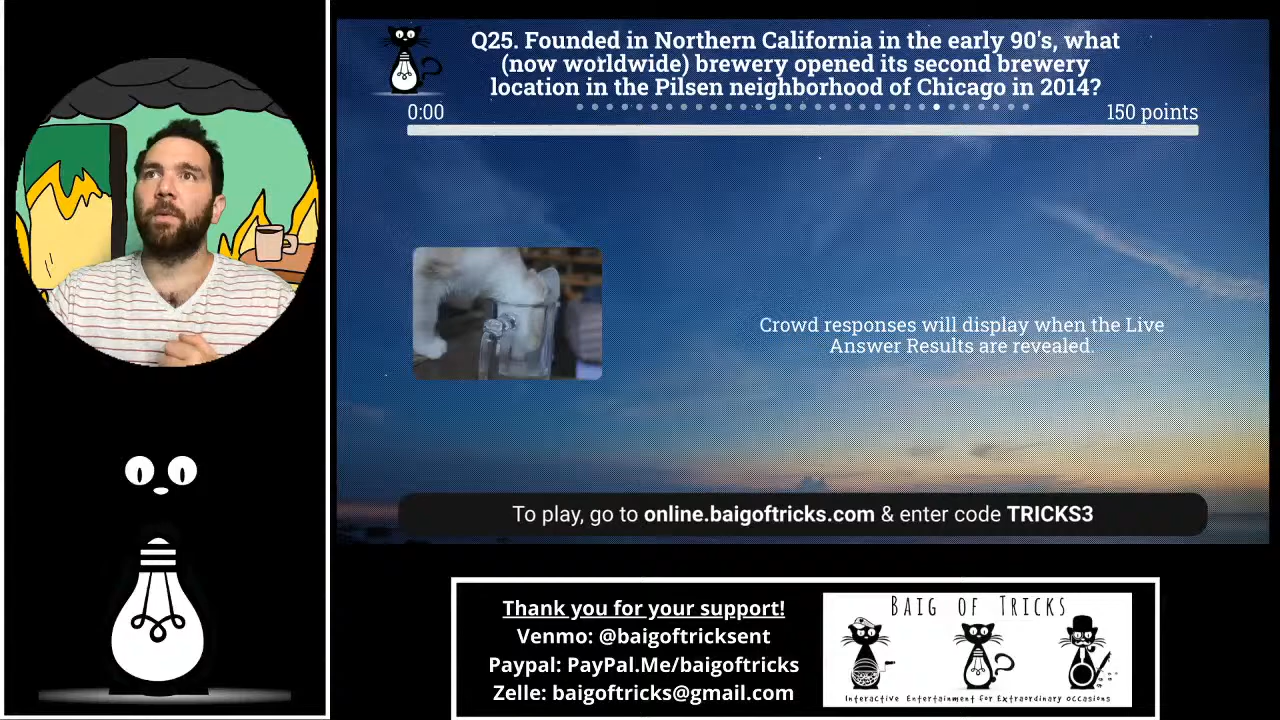 Q25. Founded in Northern California in the early 90's, what
(now worldwide) brewery opened its second brewery
location in the Pilsen neighborhood of Chicago in 2014?
0:00
150 points
Crowd responses will display when the Live
Answer Results are revealed.
To play, go to online.baigoftricks.com & enter code TRICKS3
Thank you for your support!
Venmo: @baigoftricksent
Paypal: PayPal.Me/baigoftricks
Zelle: baigoftricks@gmail.com
BAIG OF TRICKS
Interactive Entertainment for Extraordinary occasions